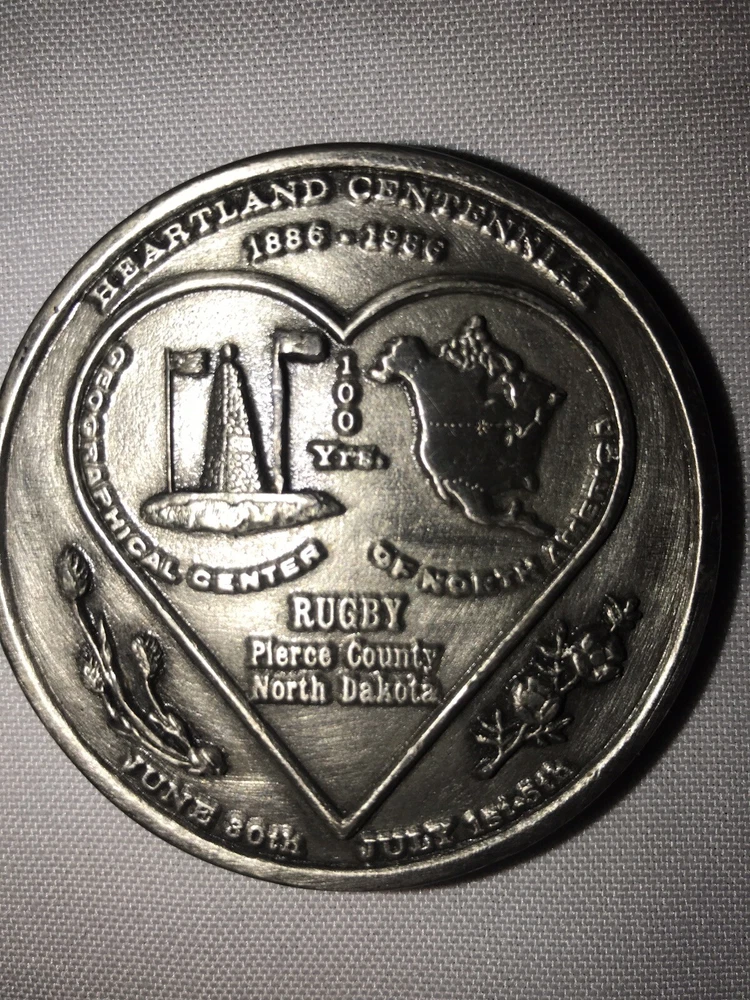 HEARTLAND CENTENNIAL
1886-1986
100
Yrs.
GEOGRAPHICAL CENTER
OF NORTH AMERICA
RUGBY
Pierce County
North Dakota
JUNE 30th JULY 1st-5th